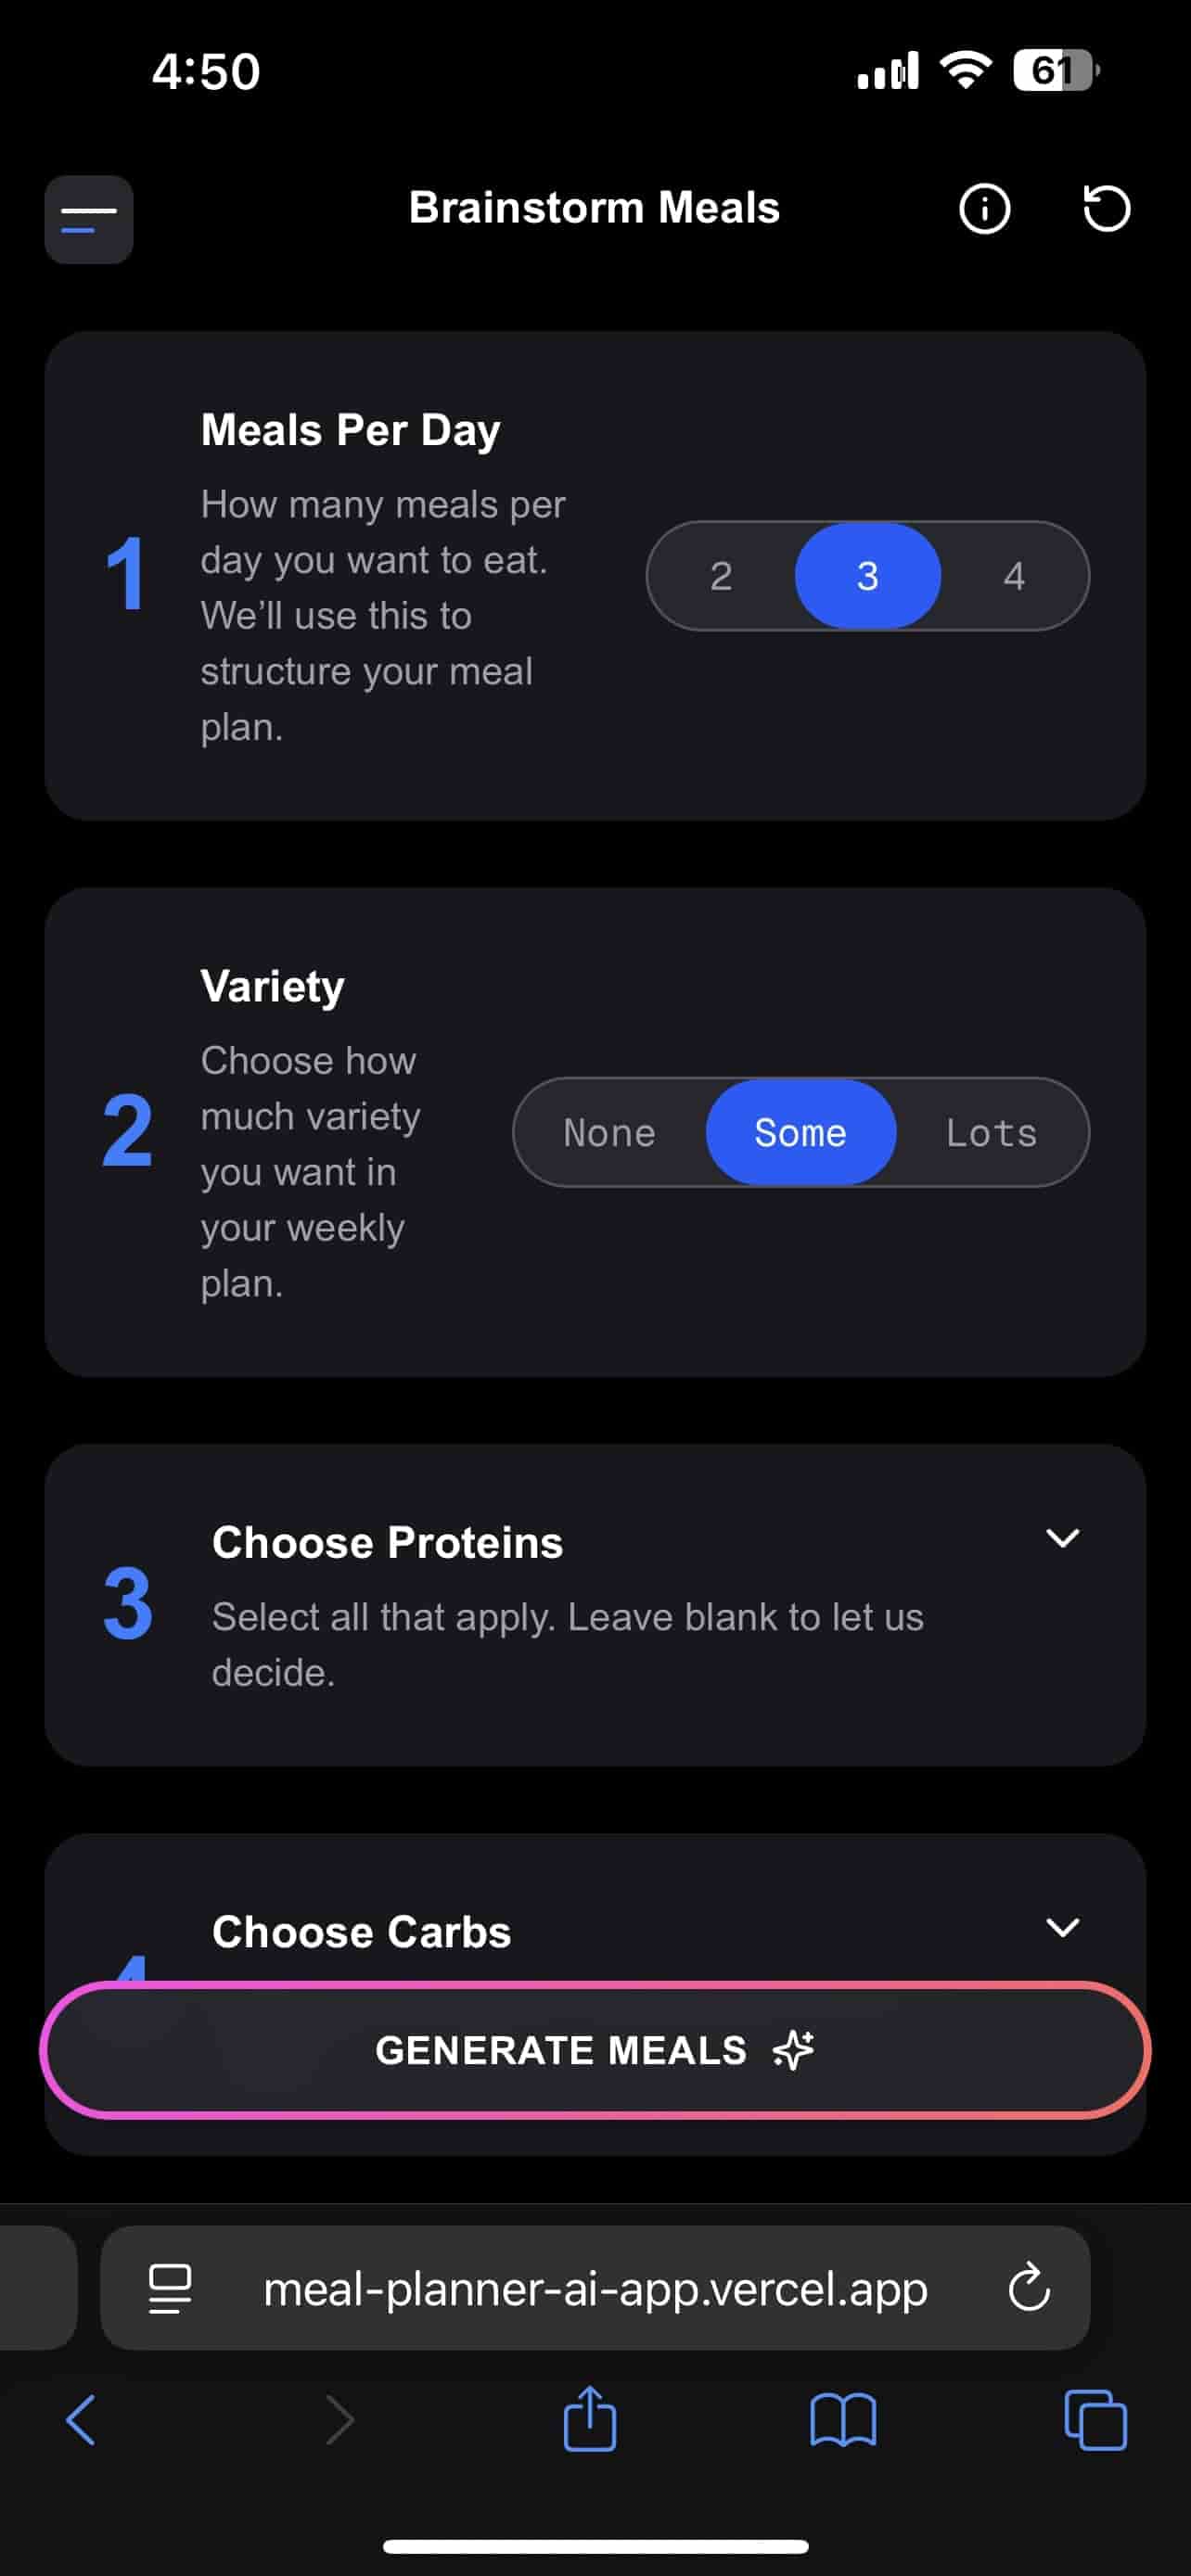 4:50
61
Brainstorm Meals
Meals Per Day
How many meals per
day you want to eat.
We’ll use this to
structure your meal
plan.
1
2 3 4
Variety
Choose how
much variety
you want in
your weekly
plan.
2
None Some Lots
Choose Proteins
3
Select all that apply. Leave blank to let us
decide.
Choose Carbs
4
GENERATE MEALS
meal-planner-ai-app.vercel.app